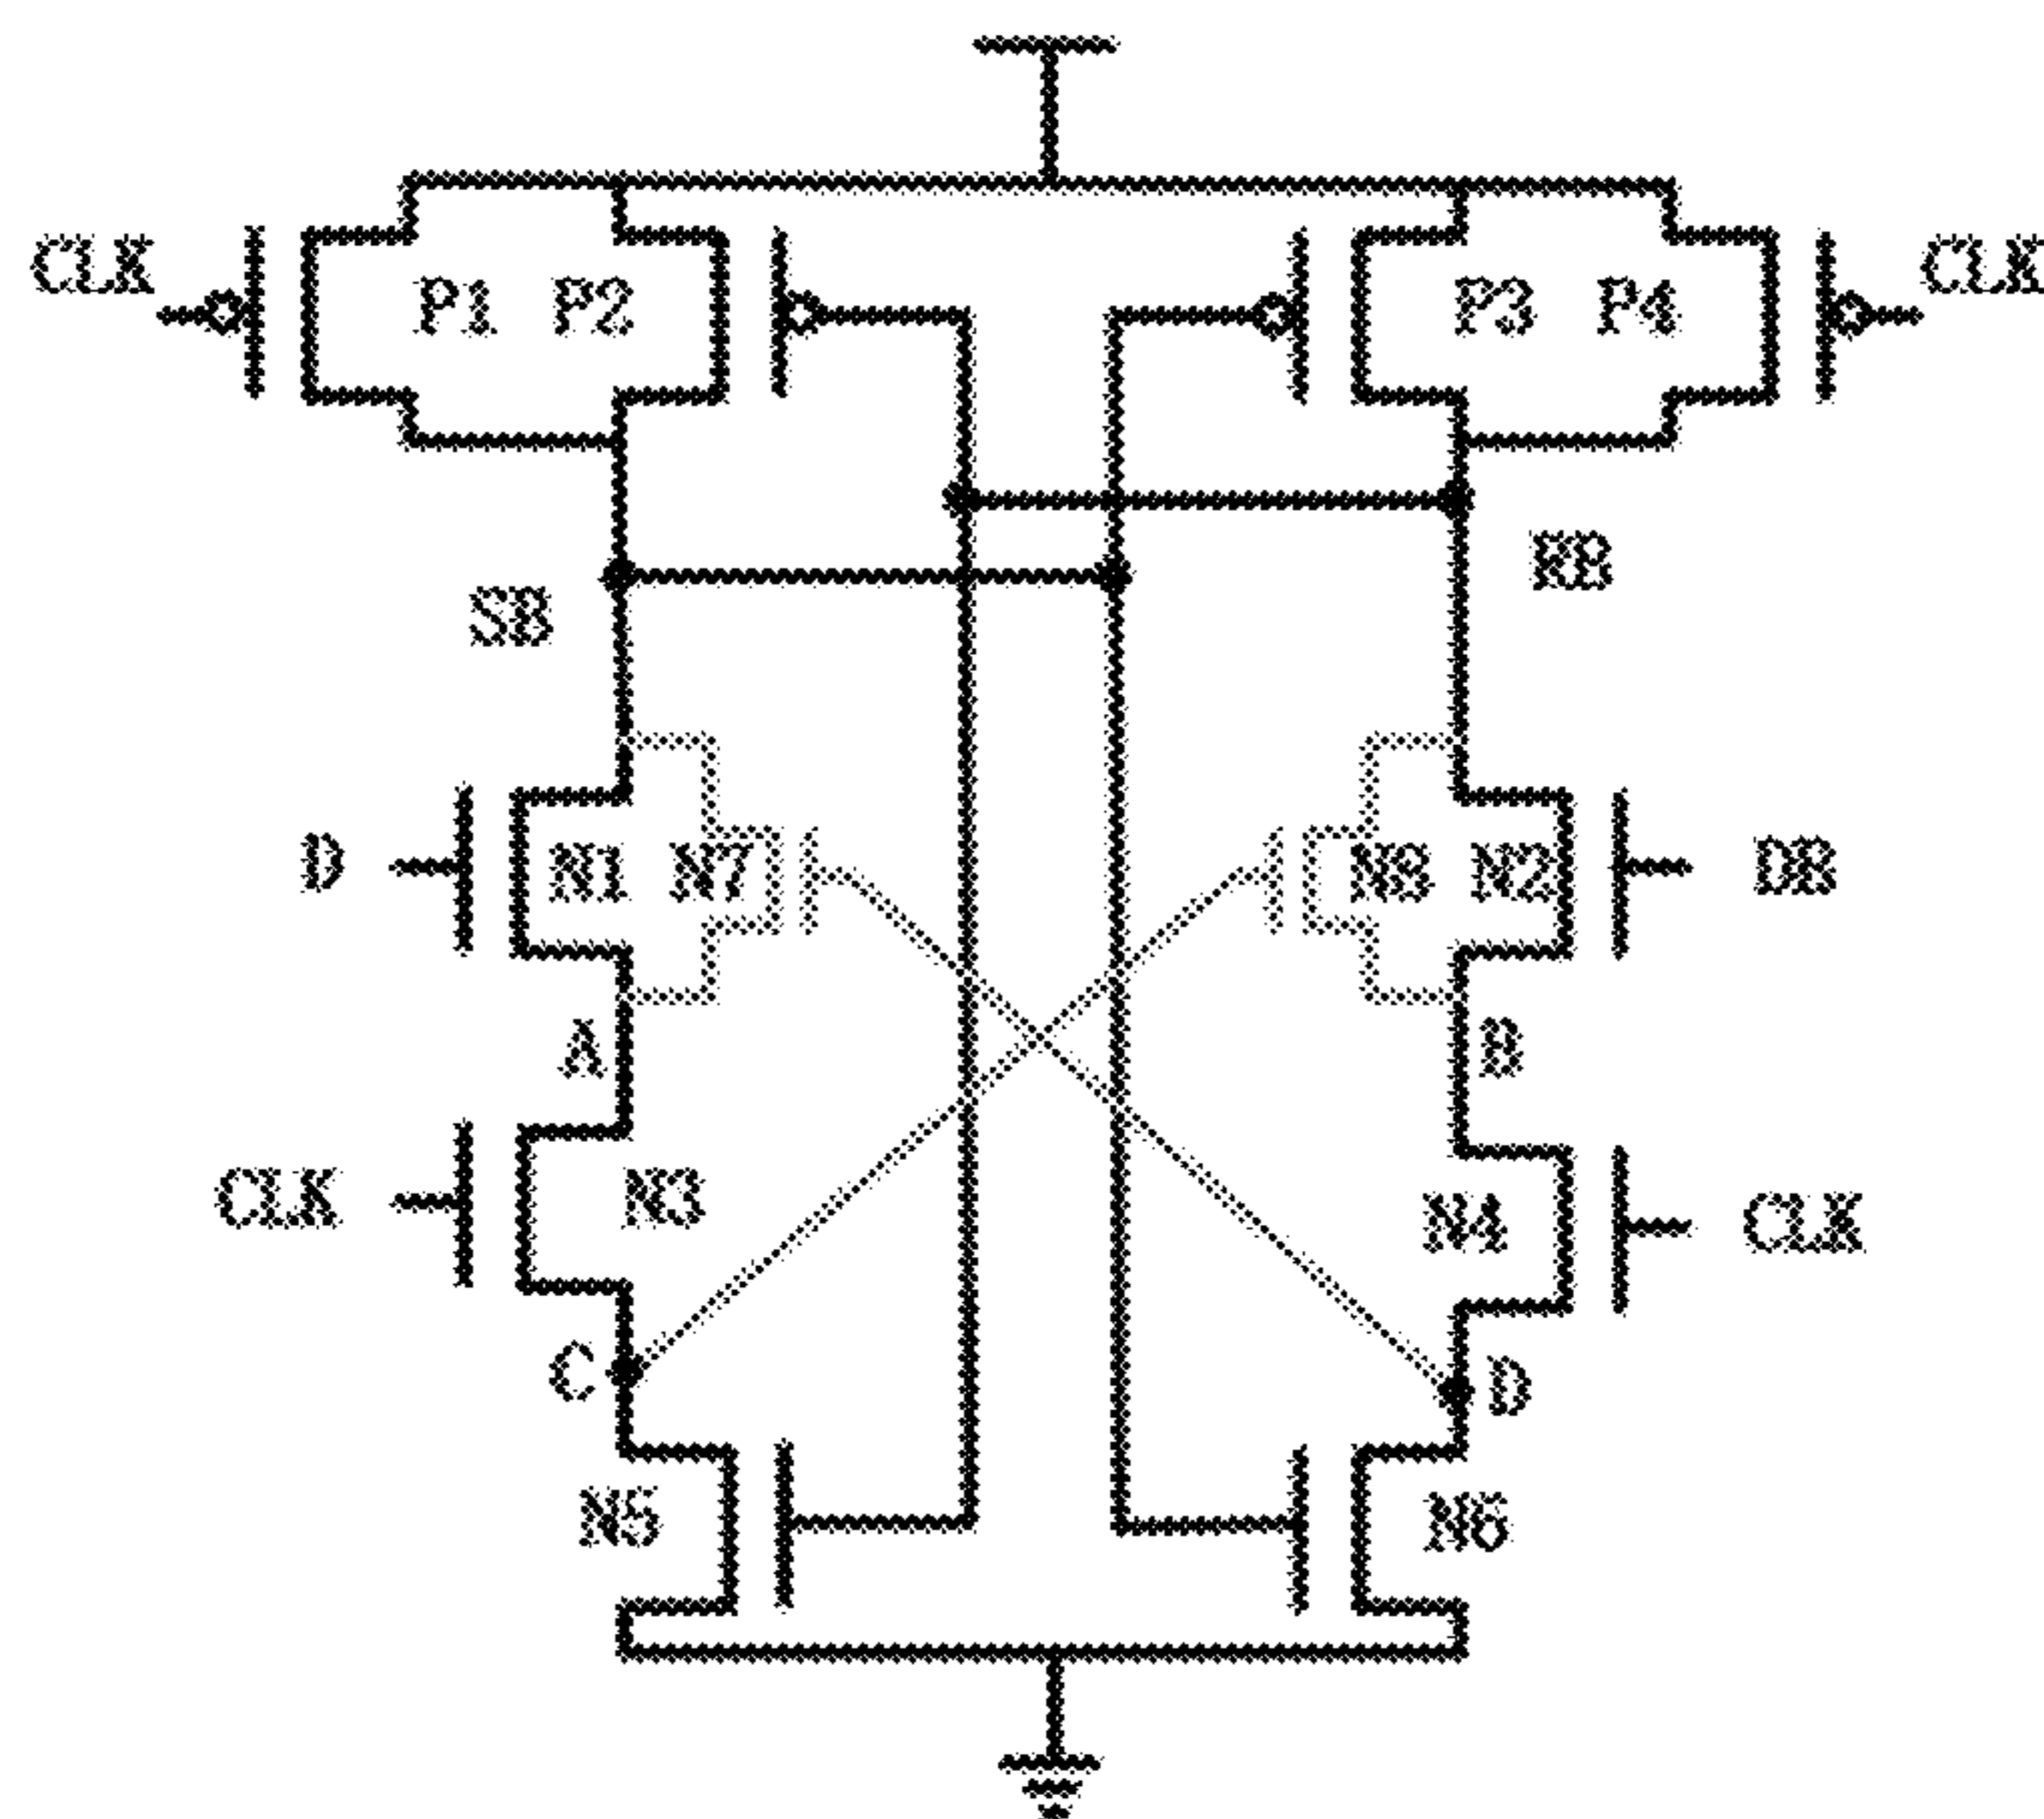 CLK P1 P2 P3 P4 CLK
RB
SB
D N1 N7 N8 N2 DB
A B
CLK N3 N4 CLK
C D
N5 N6